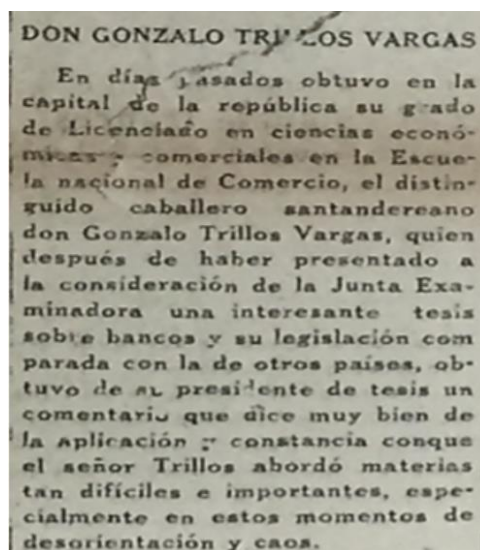 DON GONZALO TRILLOS VARGAS
En días pasados obtuvo en la
capital de la república su grado
de Licenciado en ciencias econó-
micas y comerciales en la Escue-
la nacional de Comercio, el distin-
guido caballero santandereano
don Gonzalo Trillos Vargas, quien
después de haber presentado a
la consideración de la Junta Exa-
minadora una interesante tesis
sobre bancos y su legislación com
parada con la de otros países, ob-
tuvo de su presidente de tesis un
comentario que dice muy bien de
la aplicación y constancia conque
el señor Trillos abordó materias
tan difíciles e importantes, espe-
cialmente en estos momentos de
desorientación y caos.